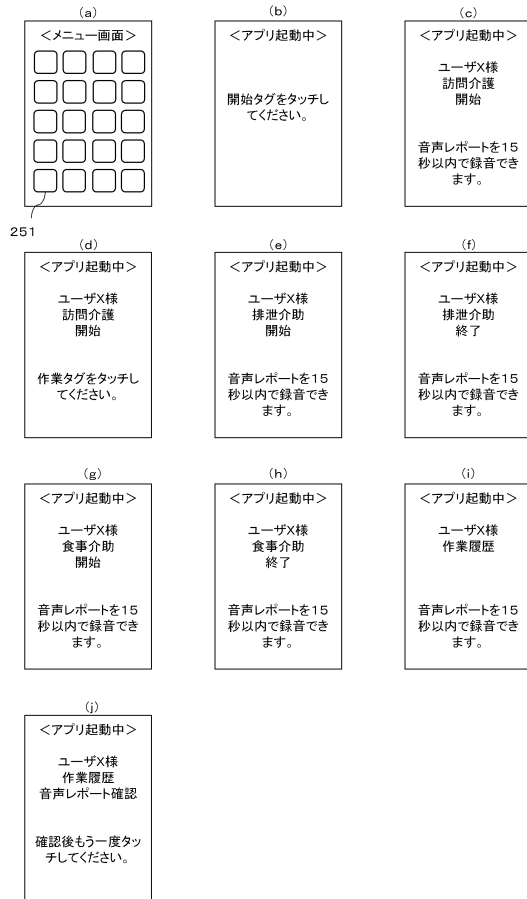 (a)
<メニュー画面>
251
(b)
<アプリ起動中>
開始タグをタッチし
てください。
(c)
<アプリ起動中>
ユーザX様
訪問介護
開始
音声レポートを15
秒以内で録音でき
ます。
(d)
<アプリ起動中>
ユーザX様
訪問介護
開始
作業タグをタッチし
てください。
(e)
<アプリ起動中>
ユーザX様
排泄介助
開始
音声レポートを15
秒以内で録音でき
ます。
(f)
<アプリ起動中>
ユーザX様
排泄介助
終了
音声レポートを15
秒以内で録音でき
ます。
(g)
<アプリ起動中>
ユーザX様
食事介助
開始
音声レポートを15
秒以内で録音でき
ます。
(h)
<アプリ起動中>
ユーザX様
食事介助
終了
音声レポートを15
秒以内で録音でき
ます。
(i)
<アプリ起動中>
ユーザX様
作業履歴
音声レポートを15
秒以内で録音でき
ます。
(j)
<アプリ起動中>
ユーザX様
作業履歴
音声レポート確認
確認後もう一度タッ
チしてください。